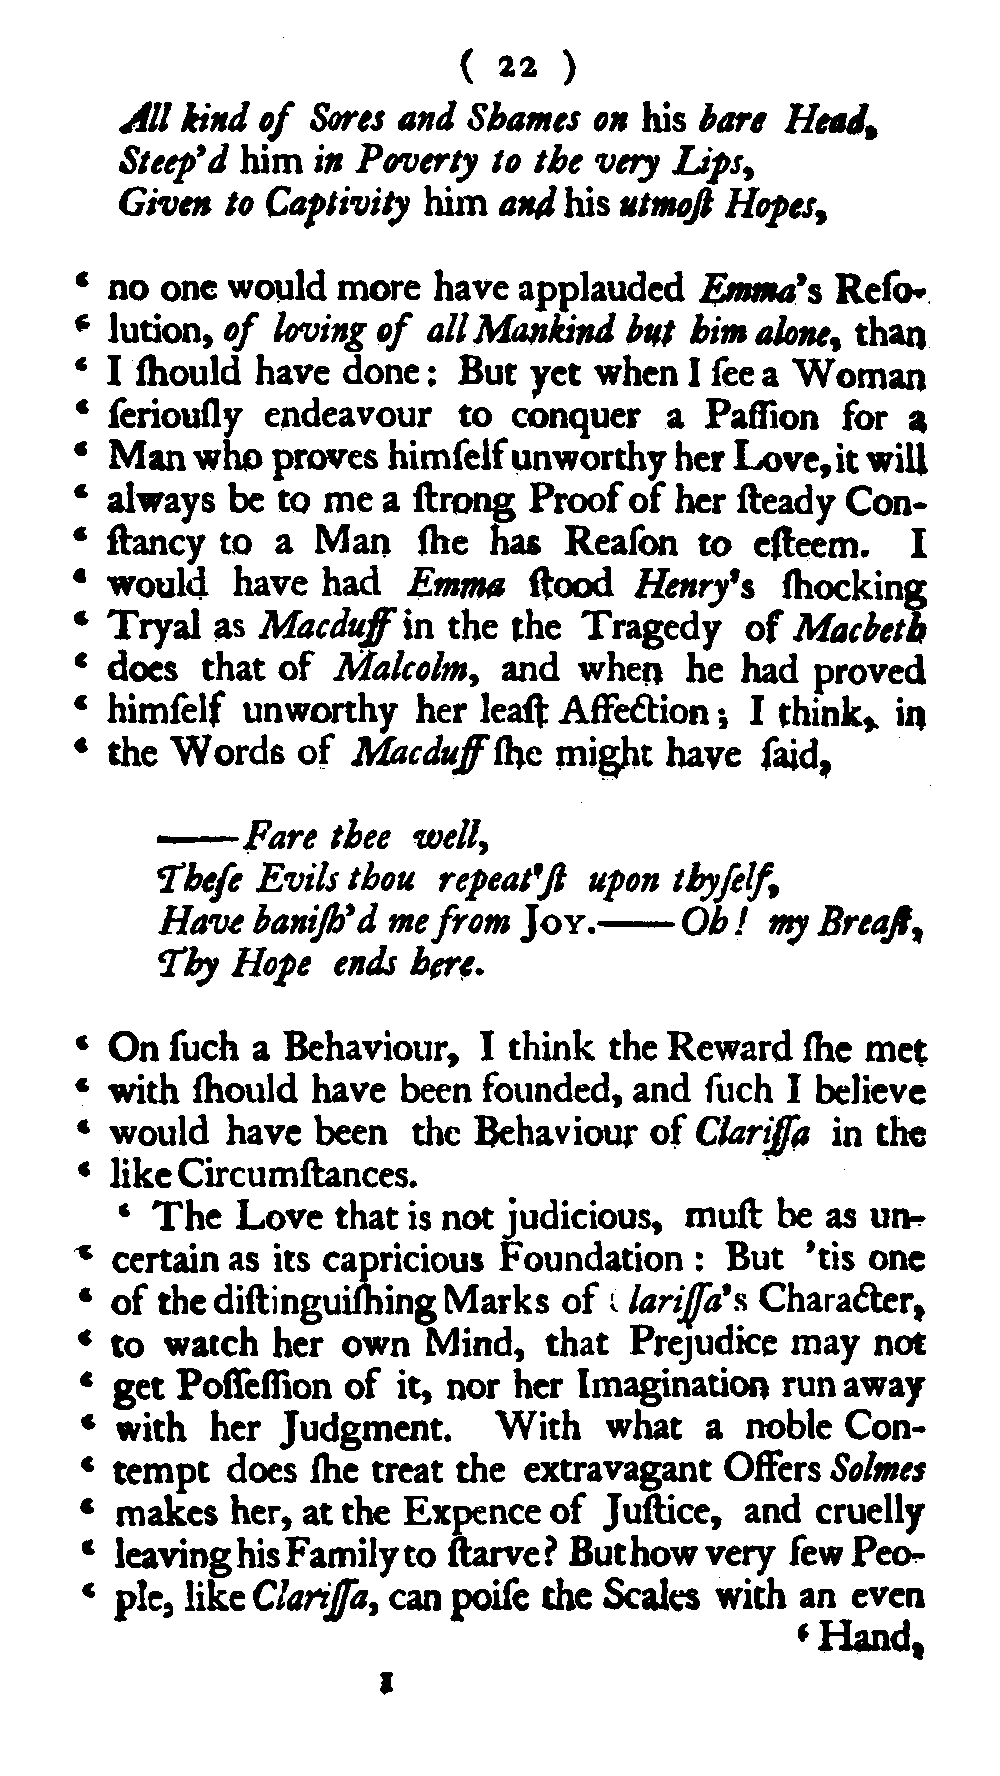 ( 22 )
All kind of Sores and Shames on his bare Head,
Steep'd him in Poverty to the very Lips,
Given to Captivity him and his utmoſt Hopes,
‘ no one would more have applauded Emma's Reſo-
‘ lution, of loving of all Mankind but him alone, than
‘ I ſhould have done: But yet when I ſee a Woman
‘ ſeriouſly endeavour to conquer a Paſſion for a
‘ Man who proves himſelf unworthy her Love, it will
‘ always be to me a ſtrong Proof of her ſteady Con-
‘ ſtancy to a Man ſhe has Reaſon to eſteem. I
‘ would have had Emma ſtood Henry's ſhocking
‘ Tryal as Macduff in the the Tragedy of Macbeth
‘ does that of Malcolm, and when he had proved
‘ himſelf unworthy her leaſt Affection; I think, in
‘ the Words of Macduff ſhe might have ſaid,
——Fare thee well,
Theſe Evils thou repeat'ſt upon thyſelf,
Have baniſh'd me from Joy.——Oh! my Breaſt,
Thy Hope ends here.
‘ On ſuch a Behaviour, I think the Reward ſhe met
‘ with ſhould have been founded, and ſuch I believe
‘ would have been the Behaviour of Clariſſa in the
‘ like Circumſtances.
‘ The Love that is not judicious, muſt be as un-
‘ certain as its capricious Foundation: But 'tis one
‘ of the diſtinguiſhing Marks of Clariſſa's Character,
‘ to watch her own Mind, that Prejudice may not
‘ get Poſſeſſion of it, nor her Imagination run away
‘ with her Judgment. With what a noble Con-
‘ tempt does ſhe treat the extravagant Offers Solmes
‘ makes her, at the Expence of Juſtice, and cruelly
‘ leaving his Family to ſtarve? But how very few Peo-
‘ ple, like Clariſſa, can poiſe the Scales with an even
‘ Hand,
I